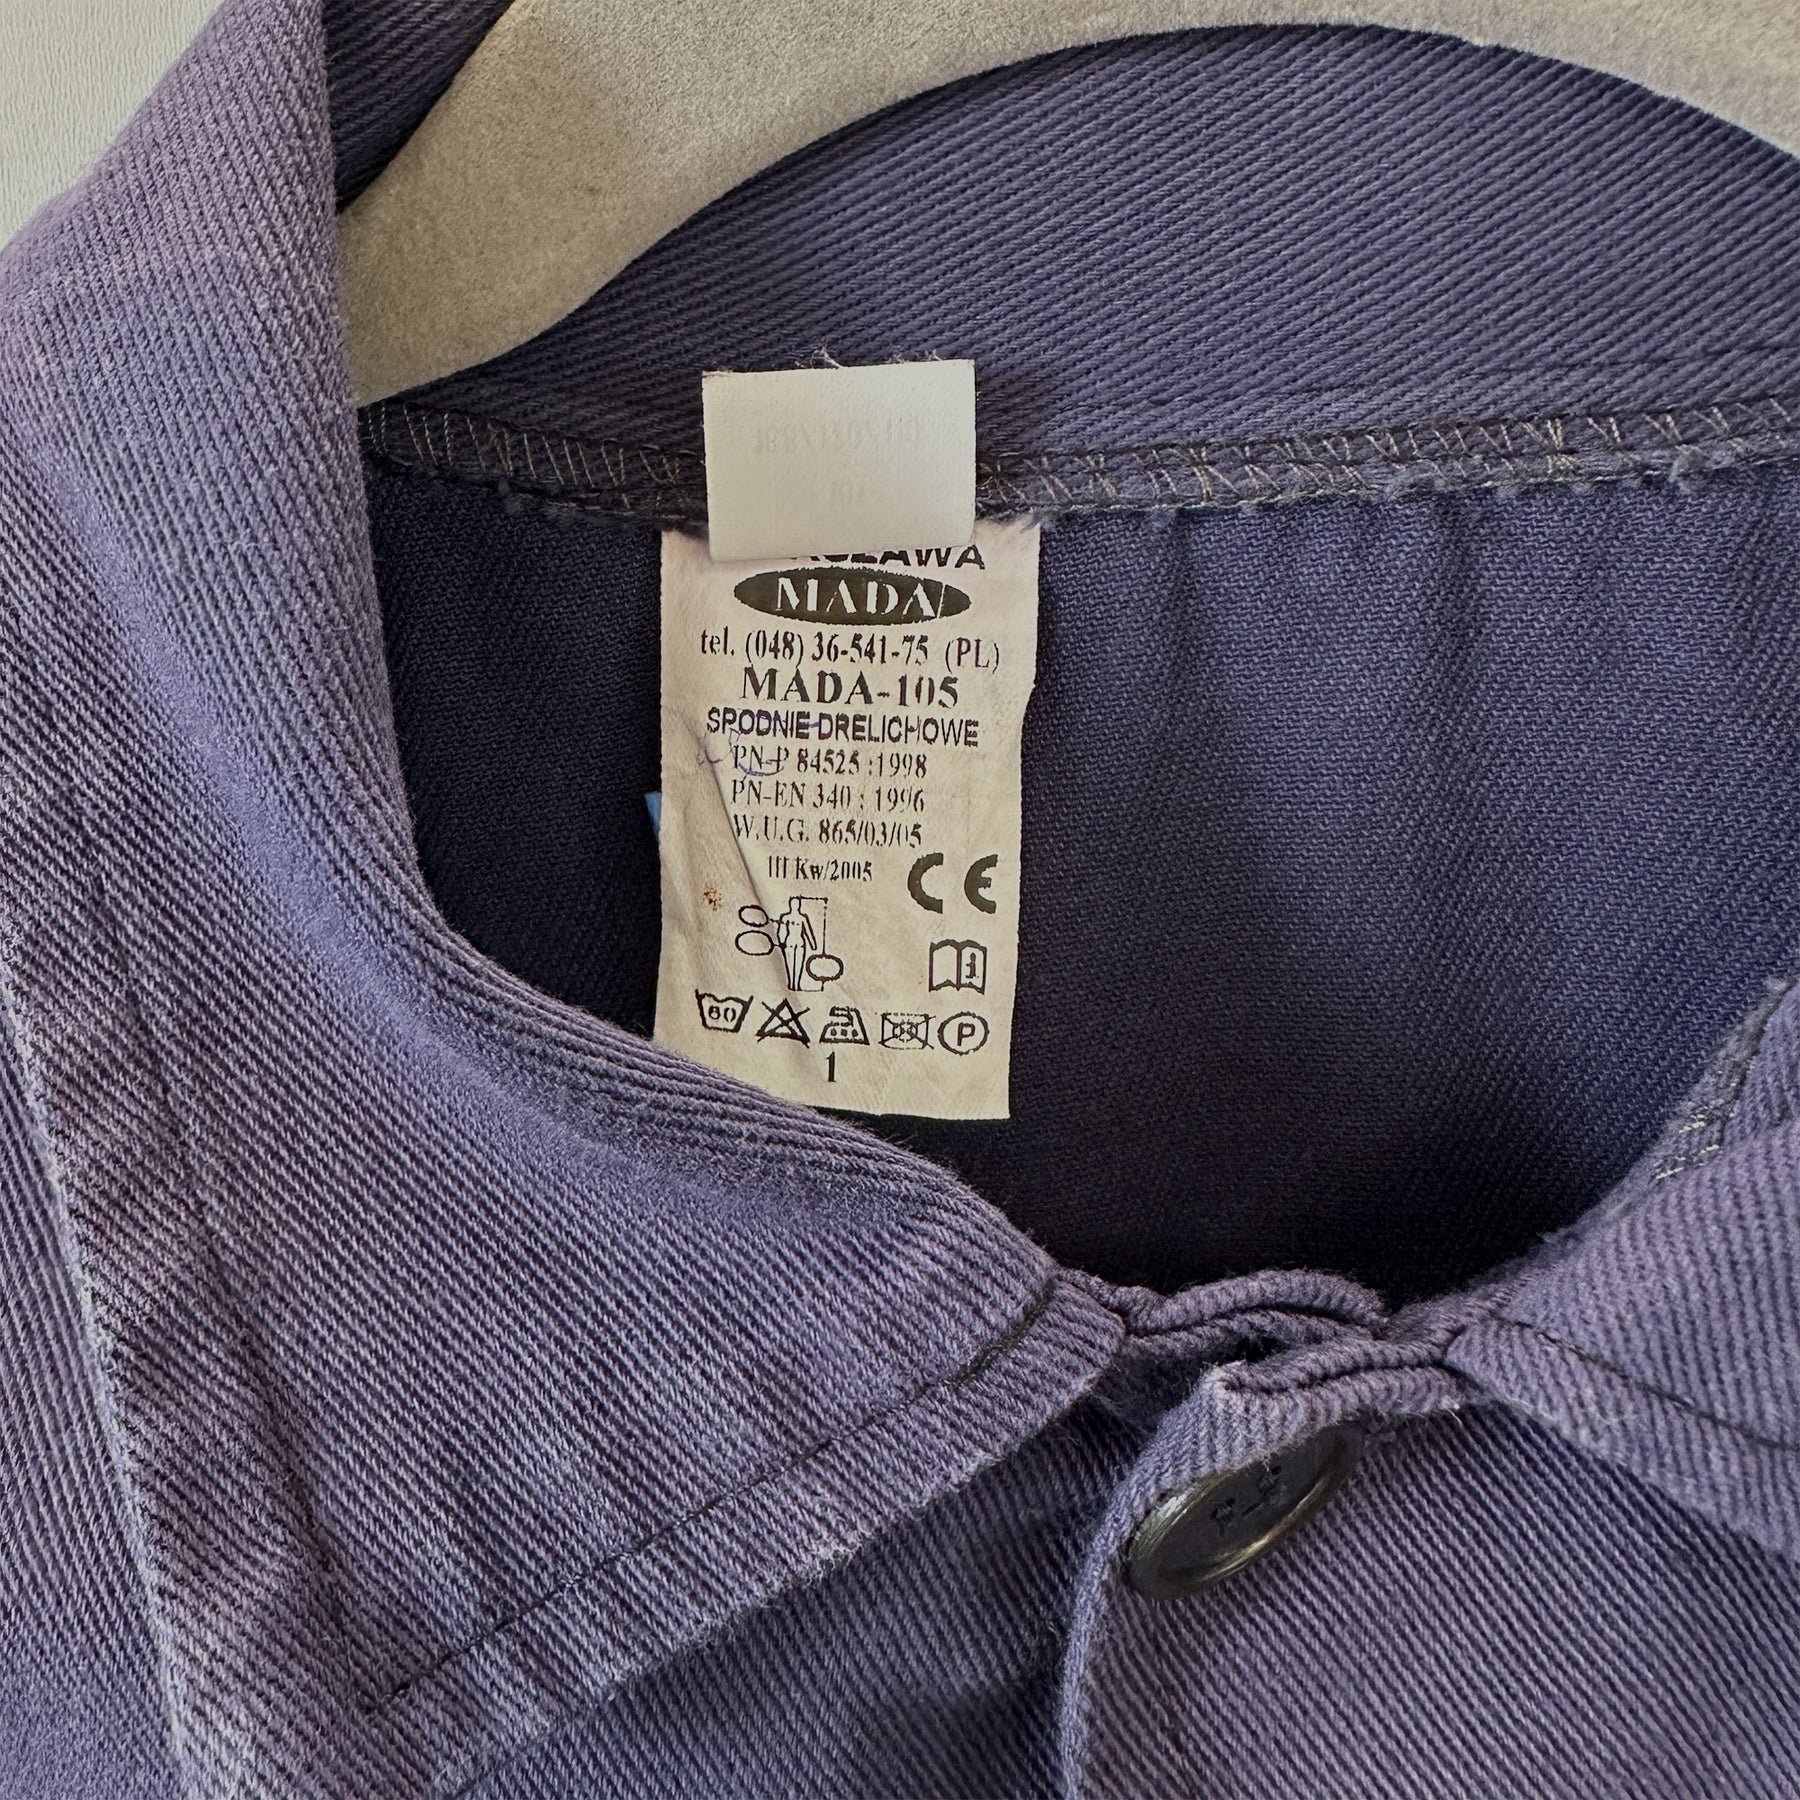 MADA
tel. (048) 36-541-75 (PL)
MADA-105
SPODNIE DRELICHOWE
PN-P 84525 :1998
PN-EN 340 : 1996
W.U.G. 865/03/05
III Kw/2005
CE
i
60
P
1